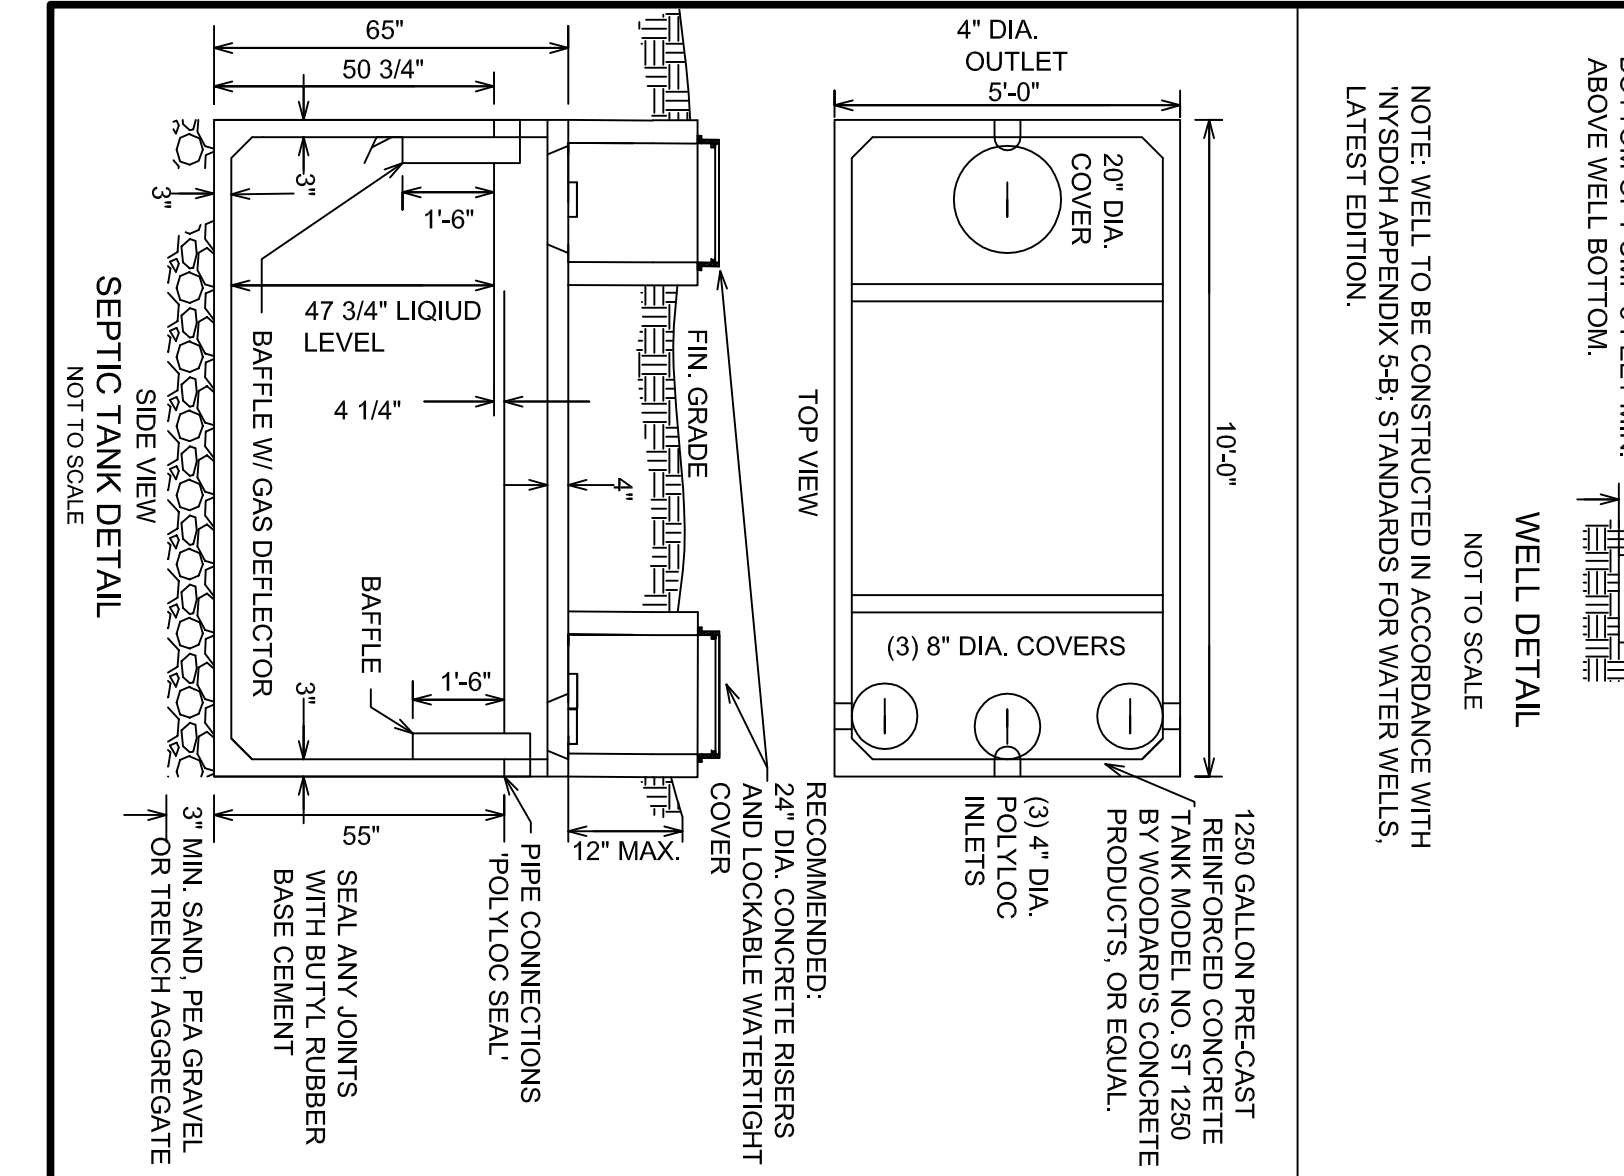 ABOVE WELL BOTTOM.
WELL DETAIL
NOT TO SCALE
NOTE: WELL TO BE CONSTRUCTED IN ACCORDANCE WITH
'NYSDOH APPENDIX 5-B; STANDARDS FOR WATER WELLS,
LATEST EDITION.
10'-0"
4" DIA.
OUTLET
5'-0"
20" DIA.
COVER
(3) 8" DIA. COVERS
1250 GALLON PRE-CAST
REINFORCED CONCRETE
TANK MODEL NO. ST 1250
BY WOODARD'S CONCRETE
PRODUCTS, OR EQUAL.
(3) 4" DIA.
POLYLOC
INLETS
TOP VIEW
RECOMMENDED:
24" DIA. CONCRETE RISERS
AND LOCKABLE WATERTIGHT
COVER
FIN. GRADE
12" MAX.
65"
50 3/4"
3"
3"
1'-6"
47 3/4" LIQIUD
LEVEL
4 1/4"
4"
BAFFLE W/ GAS DEFLECTOR
BAFFLE
1'-6"
3"
55"
PIPE CONNECTIONS
'POLYLOC SEAL'
SEAL ANY JOINTS
WITH BUTYL RUBBER
BASE CEMENT
3" MIN. SAND, PEA GRAVEL
OR TRENCH AGGREGATE
SIDE VIEW
SEPTIC TANK DETAIL
NOT TO SCALE